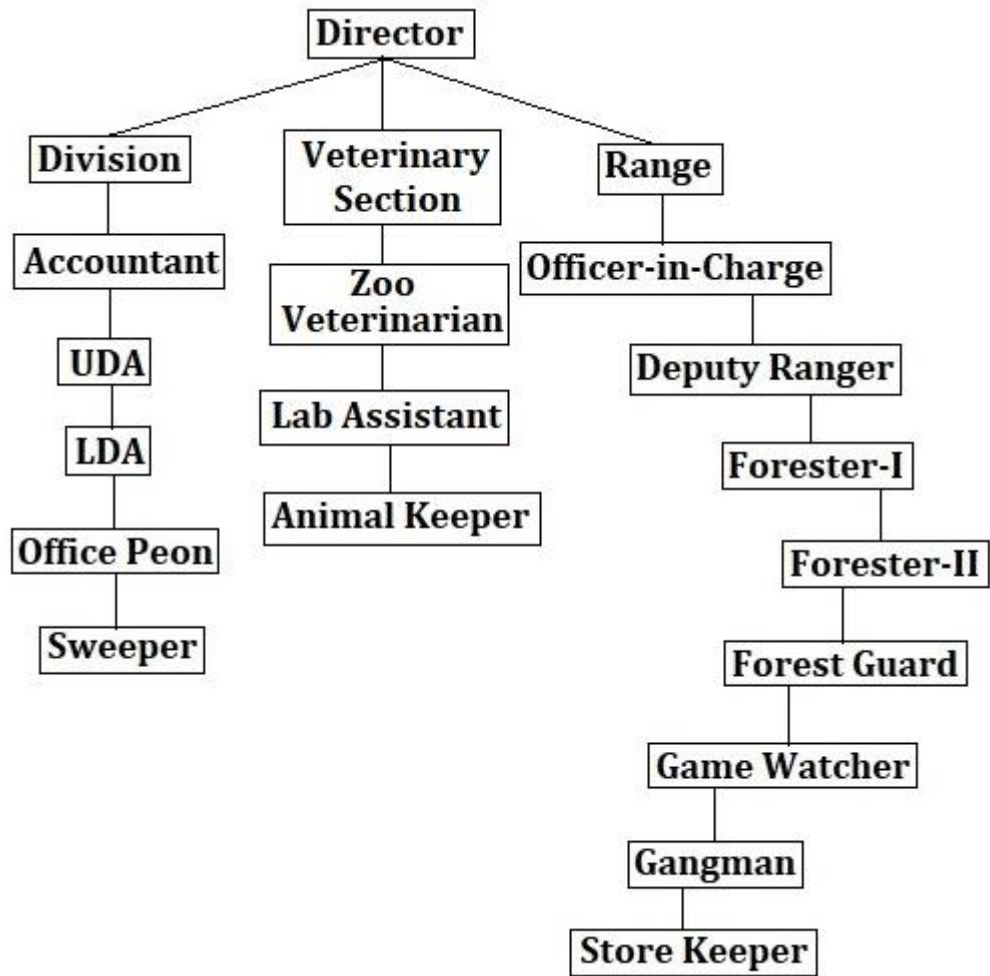 Director
Division
Accountant
UDA
LDA
Office Peon
Sweeper
Veterinary
Section
Zoo
Veterinarian
Lab Assistant
Animal Keeper
Range
Officer-in-Charge
Deputy Ranger
Forester-I
Forester-II
Forest Guard
Game Watcher
Gangman
Store Keeper